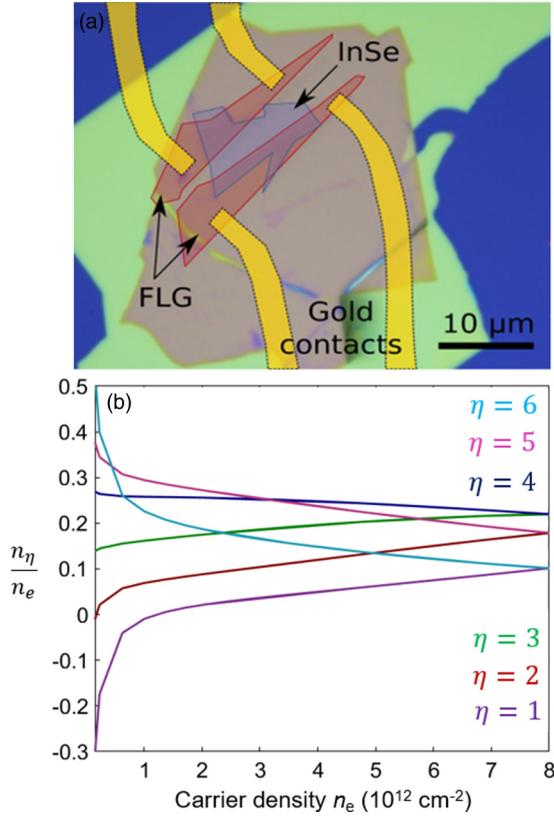 (a)
InSe
FLG
Gold
contacts
10 μm
(b)
0.5
0.4
0.3
0.2
0.1
0
-0.1
-0.2
-0.3
n_η
n_e
η = 6
η = 5
η = 4
η = 3
η = 2
η = 1
1 2 3 4 5 6 7 8
Carrier density nₑ (10¹² cm⁻²)